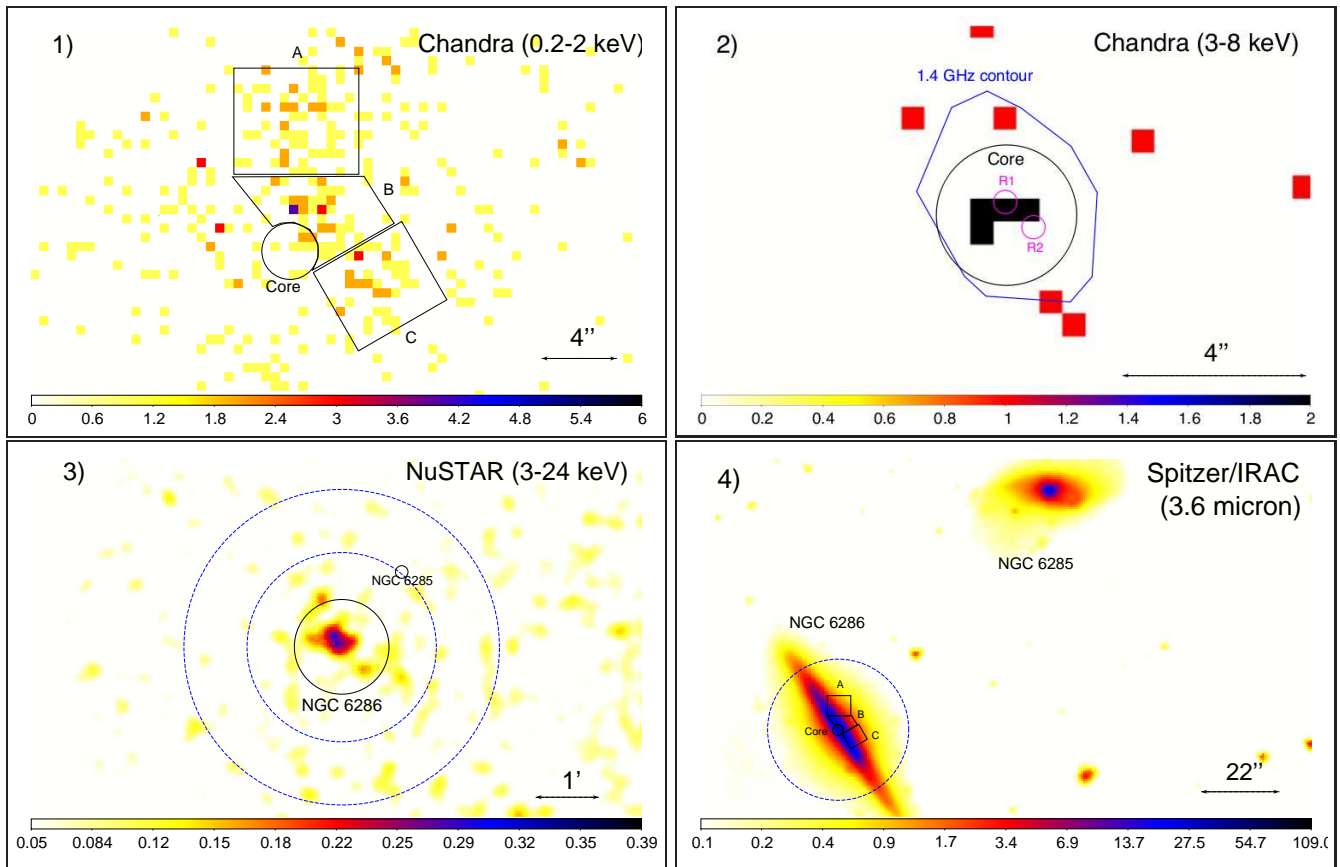 1)
Chandra (0.2-2 keV)
A
B
Core
C
4’’
0 0.6 1.2 1.8 2.4 3 3.6 4.2 4.8 5.4 6
2)
Chandra (3-8 keV)
1.4 GHz contour
Core
R1
R2
4’’
0 0.2 0.4 0.6 0.8 1 1.2 1.4 1.6 1.8 2
3)
NuSTAR (3-24 keV)
NGC 6285
NGC 6286
1’
0.05 0.084 0.12 0.15 0.19 0.22 0.25 0.29 0.32 0.35 0.39
4)
Spitzer/IRAC
(3.6 micron)
NGC 6285
NGC 6286
A
B
Core
C
22’’
0.1 0.2 0.4 0.9 1.7 3.4 6.9 13.7 27.5 54.7 109.0